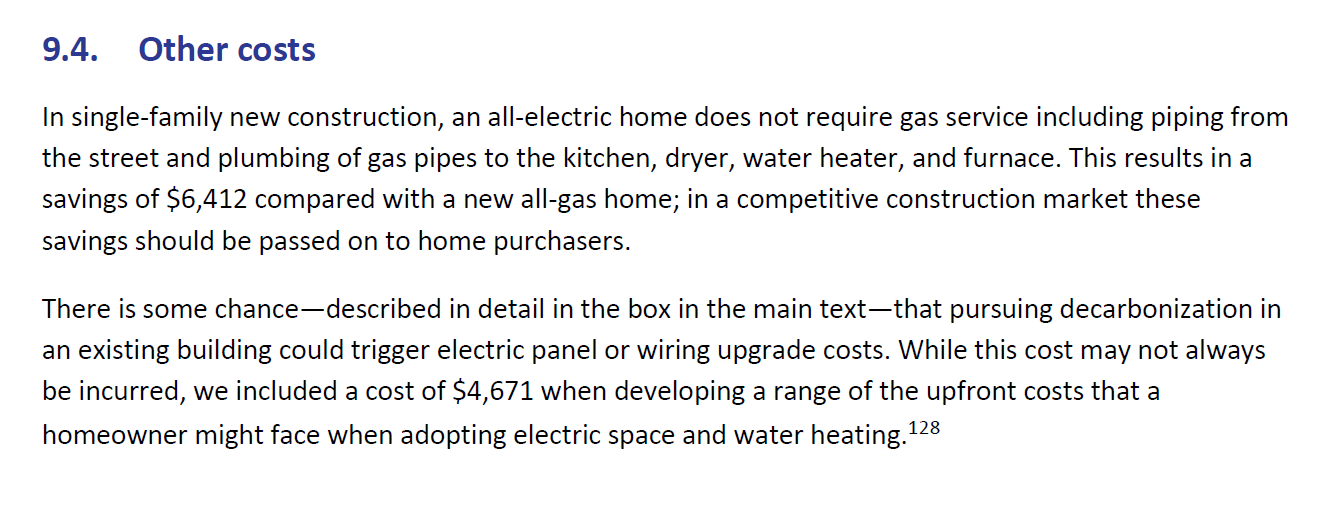 9.4. Other costs
In single-family new construction, an all-electric home does not require gas service including piping from
the street and plumbing of gas pipes to the kitchen, dryer, water heater, and furnace. This results in a
savings of $6,412 compared with a new all-gas home; in a competitive construction market these
savings should be passed on to home purchasers.
There is some chance—described in detail in the box in the main text—that pursuing decarbonization in
an existing building could trigger electric panel or wiring upgrade costs. While this cost may not always
be incurred, we included a cost of $4,671 when developing a range of the upfront costs that a
homeowner might face when adopting electric space and water heating.128